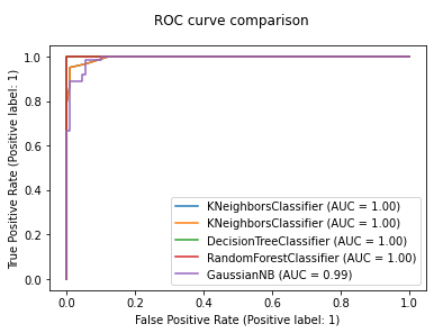 ROC curve comparison
True Positive Rate (Positive label: 1)
1.0
0.8
0.6
0.4
0.2
0.0
KNeighborsClassifier (AUC = 1.00)
KNeighborsClassifier (AUC = 1.00)
DecisionTreeClassifier (AUC = 1.00)
RandomForestClassifier (AUC = 1.00)
GaussianNB (AUC = 0.99)
0.0 0.2 0.4 0.6 0.8 1.0
False Positive Rate (Positive label: 1)